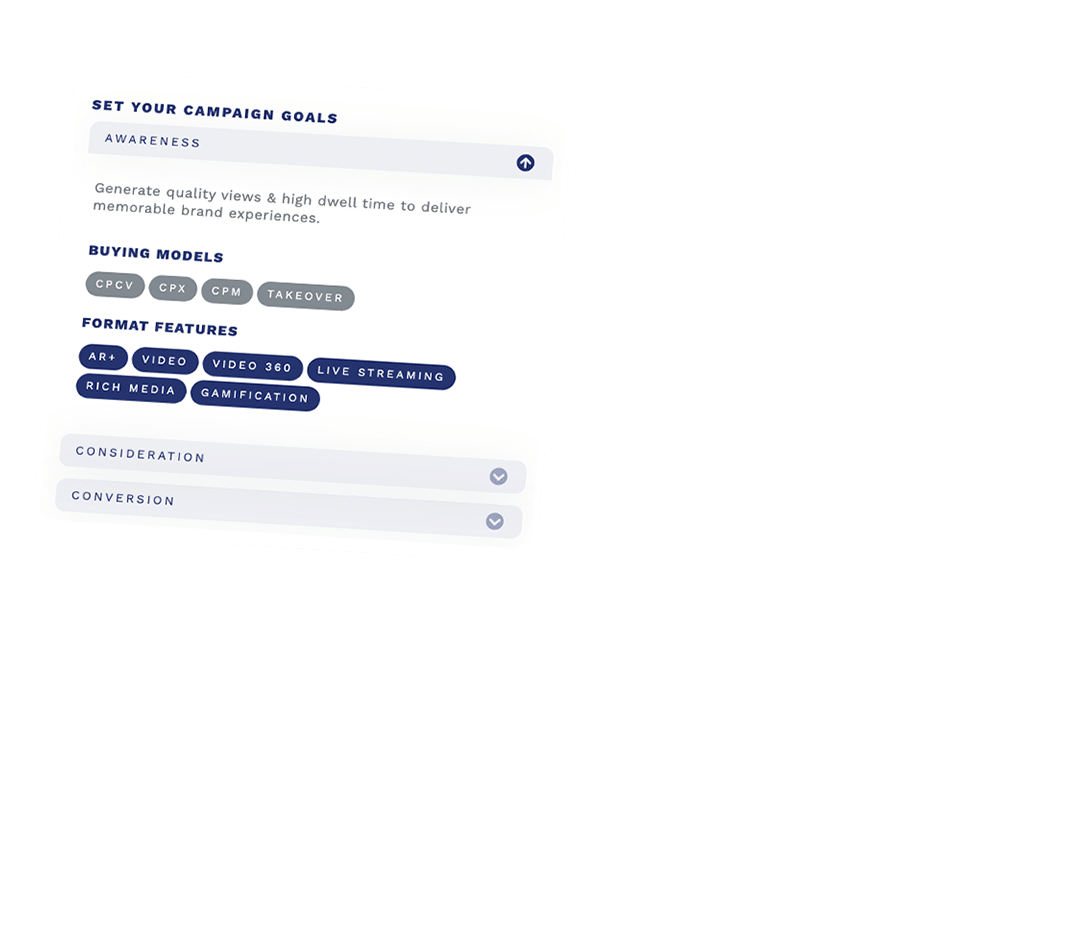 SET YOUR CAMPAIGN GOALS
AWARENESS
Generate quality views & high dwell time to deliver
memorable brand experiences.
BUYING MODELS
CPCV CPX CPM TAKEOVER
FORMAT FEATURES
AR+ VIDEO VIDEO 360 LIVE STREAMING
RICH MEDIA GAMIFICATION
CONSIDERATION
CONVERSION